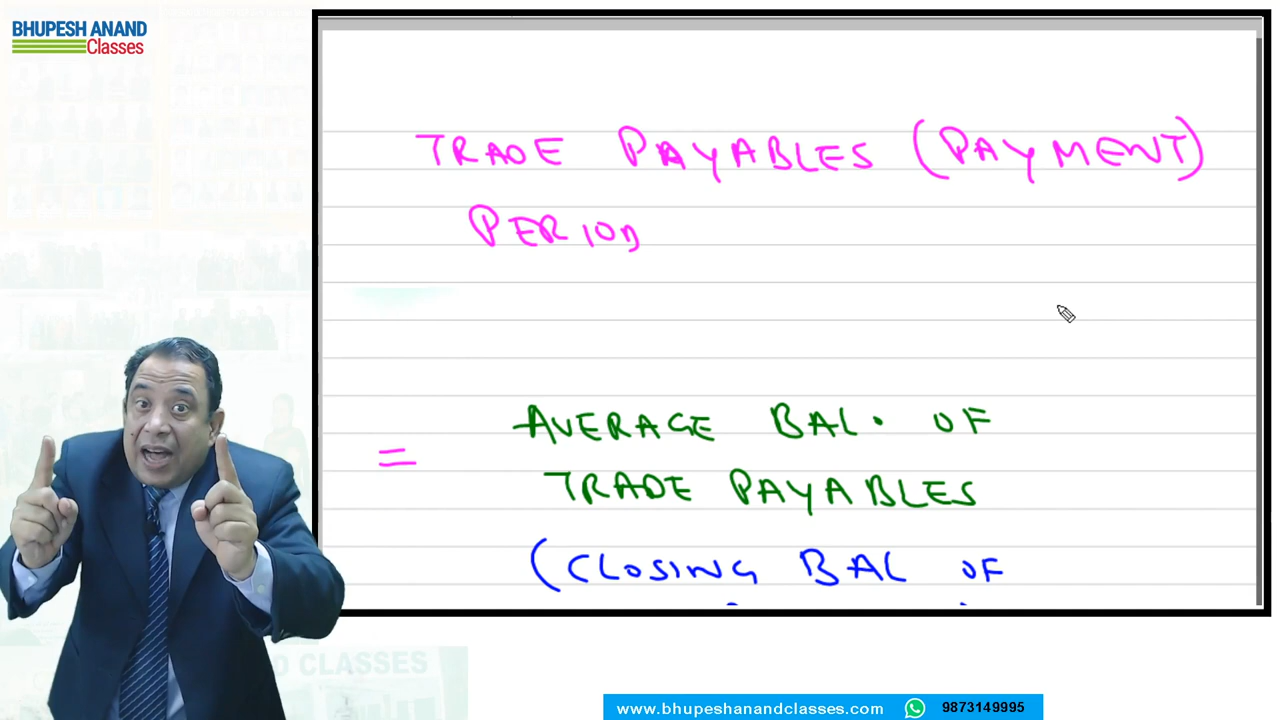 BHUPESH ANAND
Classes
TRADE PAYABLES (PAYMENT)
PERIOD
= AVERAGE BAL. OF
TRADE PAYABLES
(CLOSING BAL OF
D CLASSES
www.bhupeshanandclasses.com 9873149995